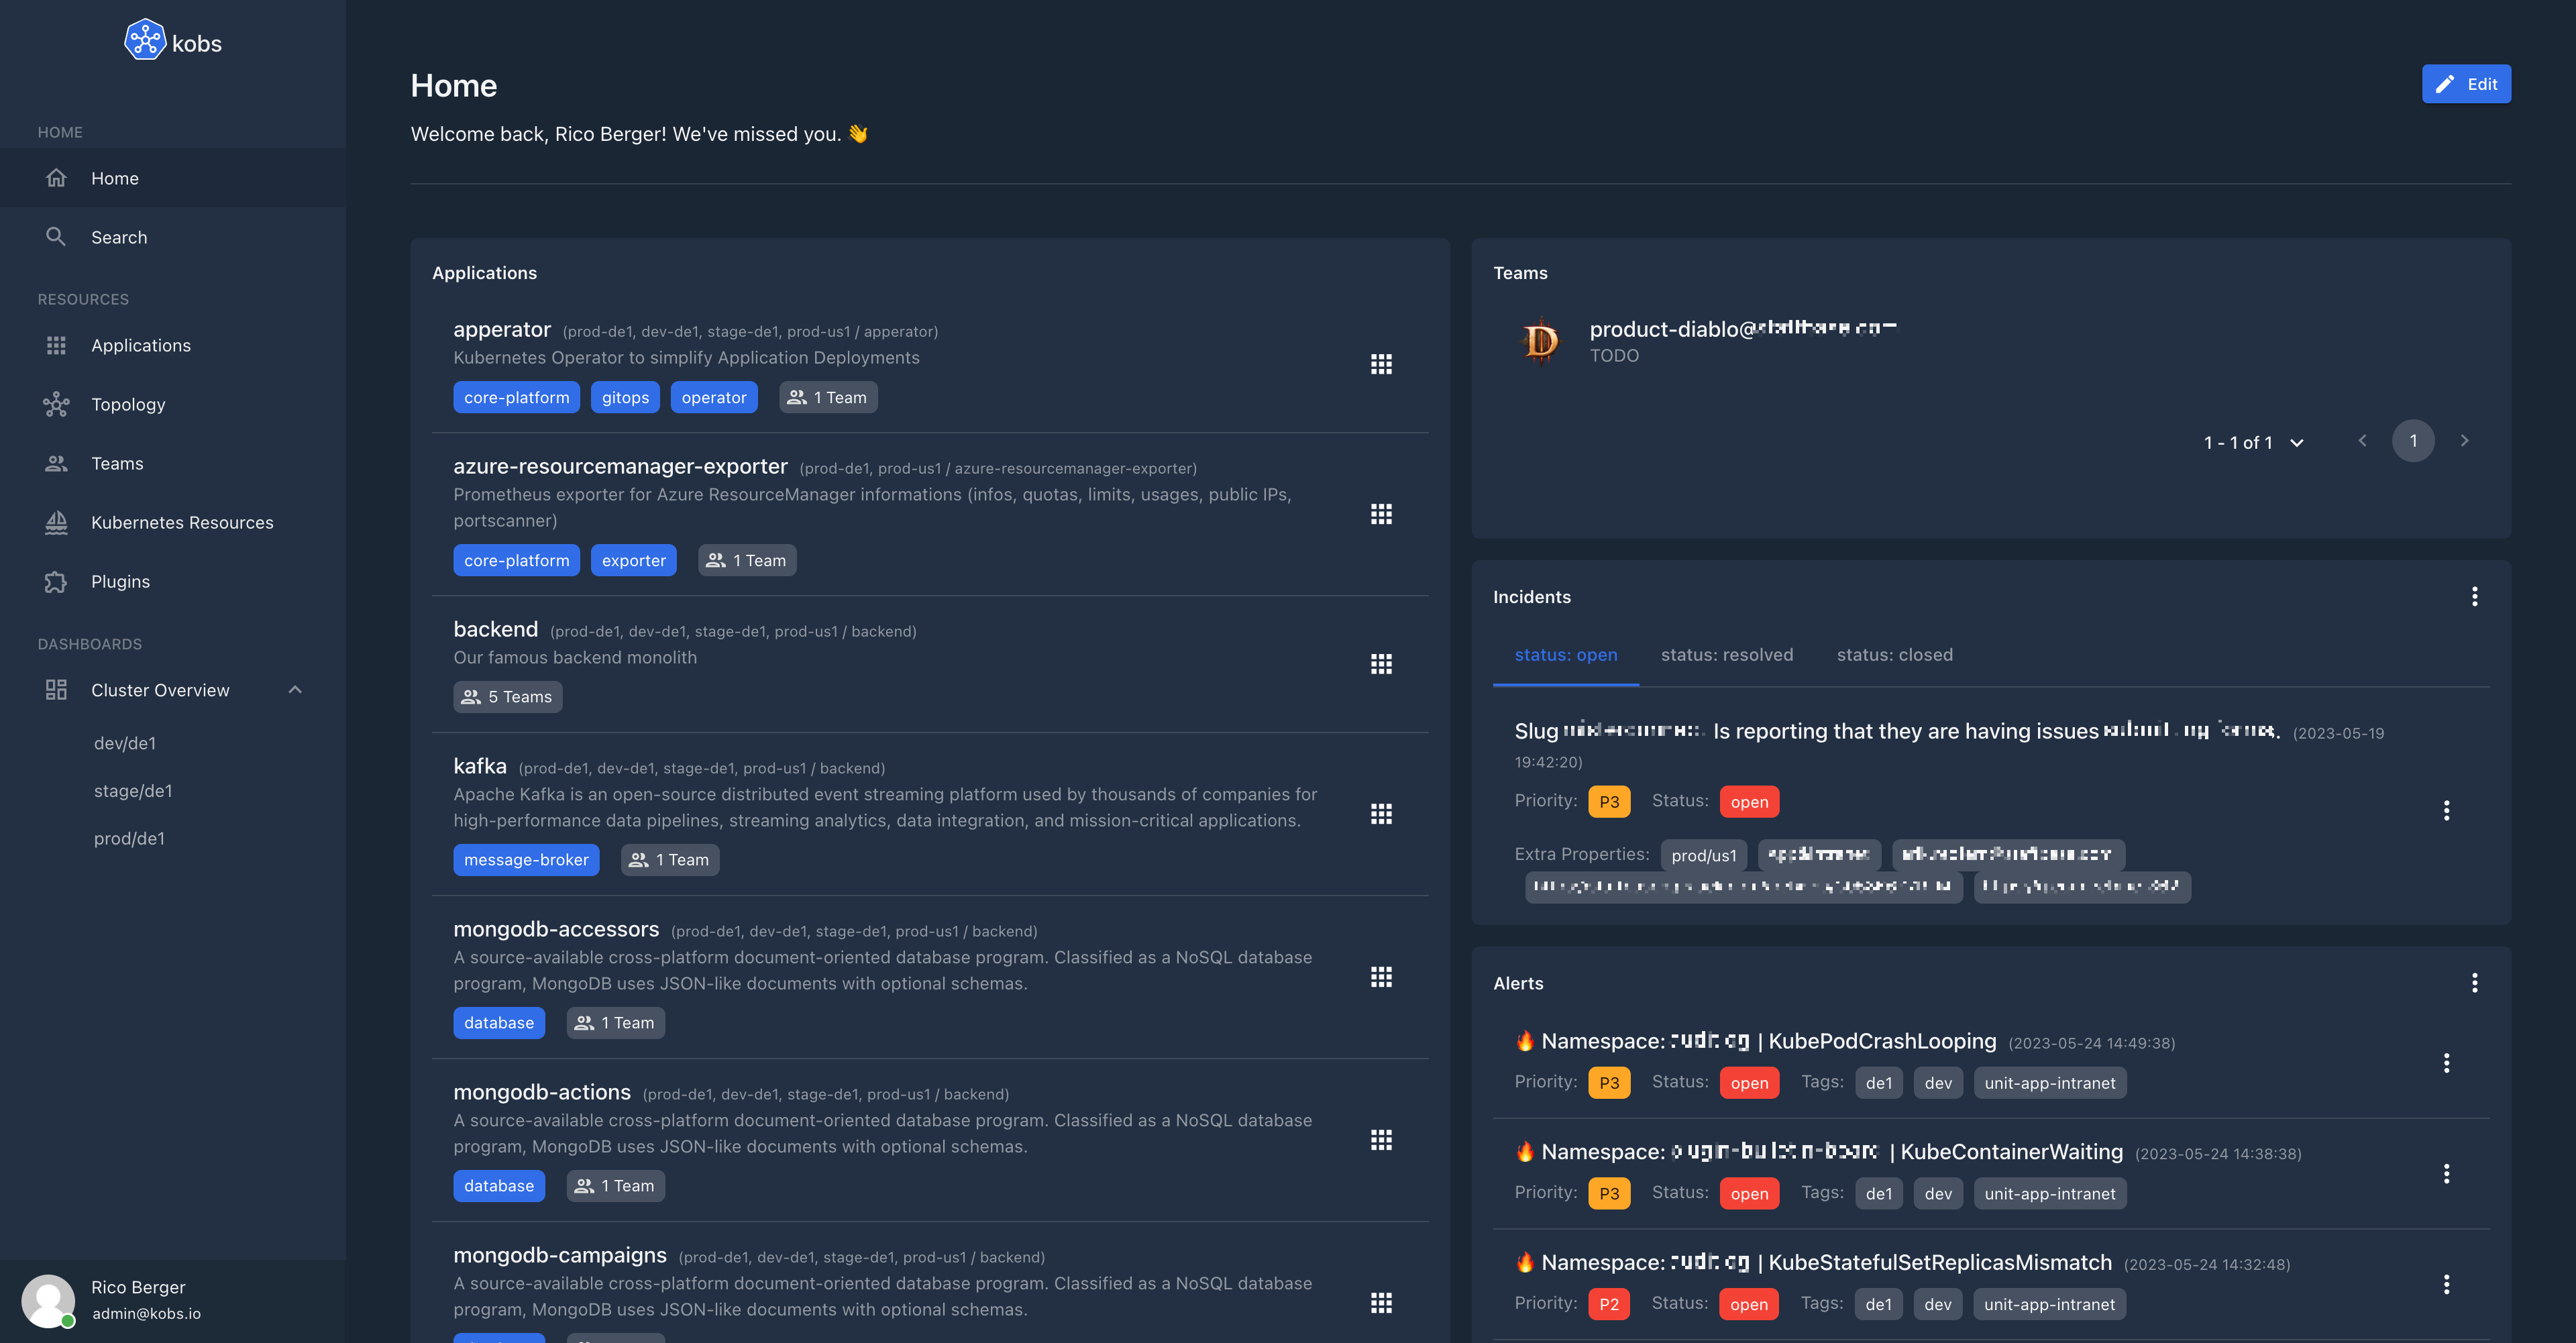 kobs
HOME
Home
Search
RESOURCES
Applications
Topology
Teams
Kubernetes Resources
Plugins
DASHBOARDS
Cluster Overview
dev/de1
stage/de1
prod/de1
Rico Berger
admin@kobs.io
Home
Edit
Welcome back, Rico Berger! We've missed you. 👋
Applications
apperator (prod-de1, dev-de1, stage-de1, prod-us1 / apperator)
Kubernetes Operator to simplify Application Deployments
core-platform gitops operator 1 Team
azure-resourcemanager-exporter (prod-de1, prod-us1 / azure-resourcemanager-exporter)
Prometheus exporter for Azure ResourceManager informations (infos, quotas, limits, usages, public IPs,
portscanner)
core-platform exporter 1 Team
backend (prod-de1, dev-de1, stage-de1, prod-us1 / backend)
Our famous backend monolith
5 Teams
kafka (prod-de1, dev-de1, stage-de1, prod-us1 / backend)
Apache Kafka is an open-source distributed event streaming platform used by thousands of companies for
high-performance data pipelines, streaming analytics, data integration, and mission-critical applications.
message-broker 1 Team
mongodb-accessors (prod-de1, dev-de1, stage-de1, prod-us1 / backend)
A source-available cross-platform document-oriented database program. Classified as a NoSQL database
program, MongoDB uses JSON-like documents with optional schemas.
database 1 Team
mongodb-actions (prod-de1, dev-de1, stage-de1, prod-us1 / backend)
A source-available cross-platform document-oriented database program. Classified as a NoSQL database
program, MongoDB uses JSON-like documents with optional schemas.
database 1 Team
mongodb-campaigns (prod-de1, dev-de1, stage-de1, prod-us1 / backend)
A source-available cross-platform document-oriented database program. Classified as a NoSQL database
program, MongoDB uses JSON-like documents with optional schemas.
Teams
D
product-diablo@
TODO
1 - 1 of 1 1
Incidents
status: open status: resolved status: closed
Slug Is reporting that they are having issues . (2023-05-19
19:42:20)
Priority: P3 Status: open
Extra Properties: prod/us1
Alerts
🔥 Namespace: | KubePodCrashLooping (2023-05-24 14:49:38)
Priority: P3 Status: open Tags: de1 dev unit-app-intranet
🔥 Namespace: | KubeContainerWaiting (2023-05-24 14:38:38)
Priority: P3 Status: open Tags: de1 dev unit-app-intranet
🔥 Namespace: | KubeStatefulSetReplicasMismatch (2023-05-24 14:32:48)
Priority: P2 Status: open Tags: de1 dev unit-app-intranet